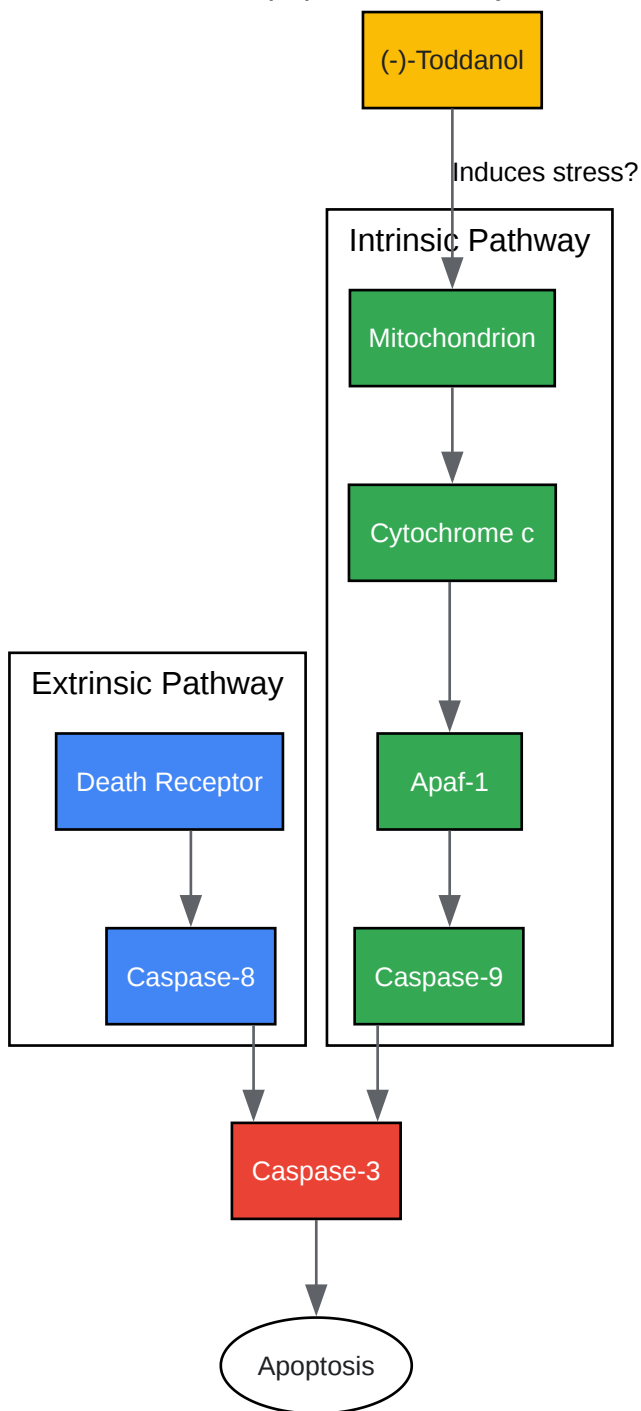 (-)-Toddanol
Induces stress?
Intrinsic Pathway
Mitochondrion
Cytochrome c
Extrinsic Pathway
Death Receptor
Apaf-1
Caspase-8
Caspase-9
Caspase-3
Apoptosis